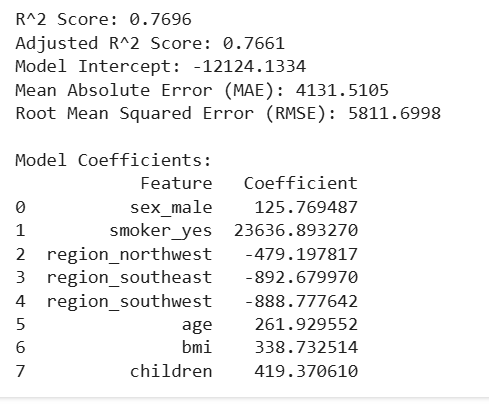 R^2 Score: 0.7696
Adjusted R^2 Score: 0.7661
Model Intercept: -12124.1334
Mean Absolute Error (MAE): 4131.5105
Root Mean Squared Error (RMSE): 5811.6998
Model Coefficients:
Feature Coefficient
0 sex_male 125.769487
1 smoker_yes 23636.893270
2 region_northwest -479.197817
3 region_southeast -892.679970
4 region_southwest -888.777642
5 age 261.929552
6 bmi 338.732514
7 children 419.370610